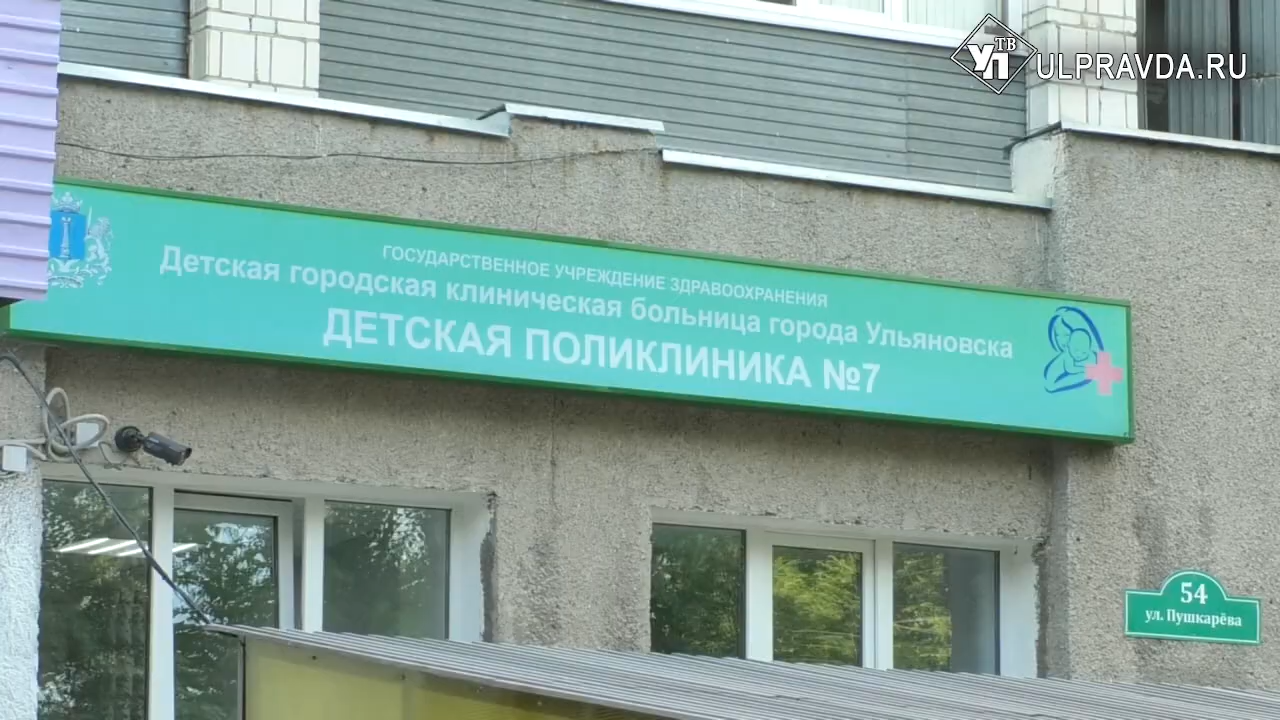 УП ТВ ULPRAVDA.RU
ГОСУДАРСТВЕННОЕ УЧРЕЖДЕНИЕ ЗДРАВООХРАНЕНИЯ
Детская городская клиническая больница города Ульяновска
ДЕТСКАЯ ПОЛИКЛИНИКА №7
54
ул. Пушкарёва